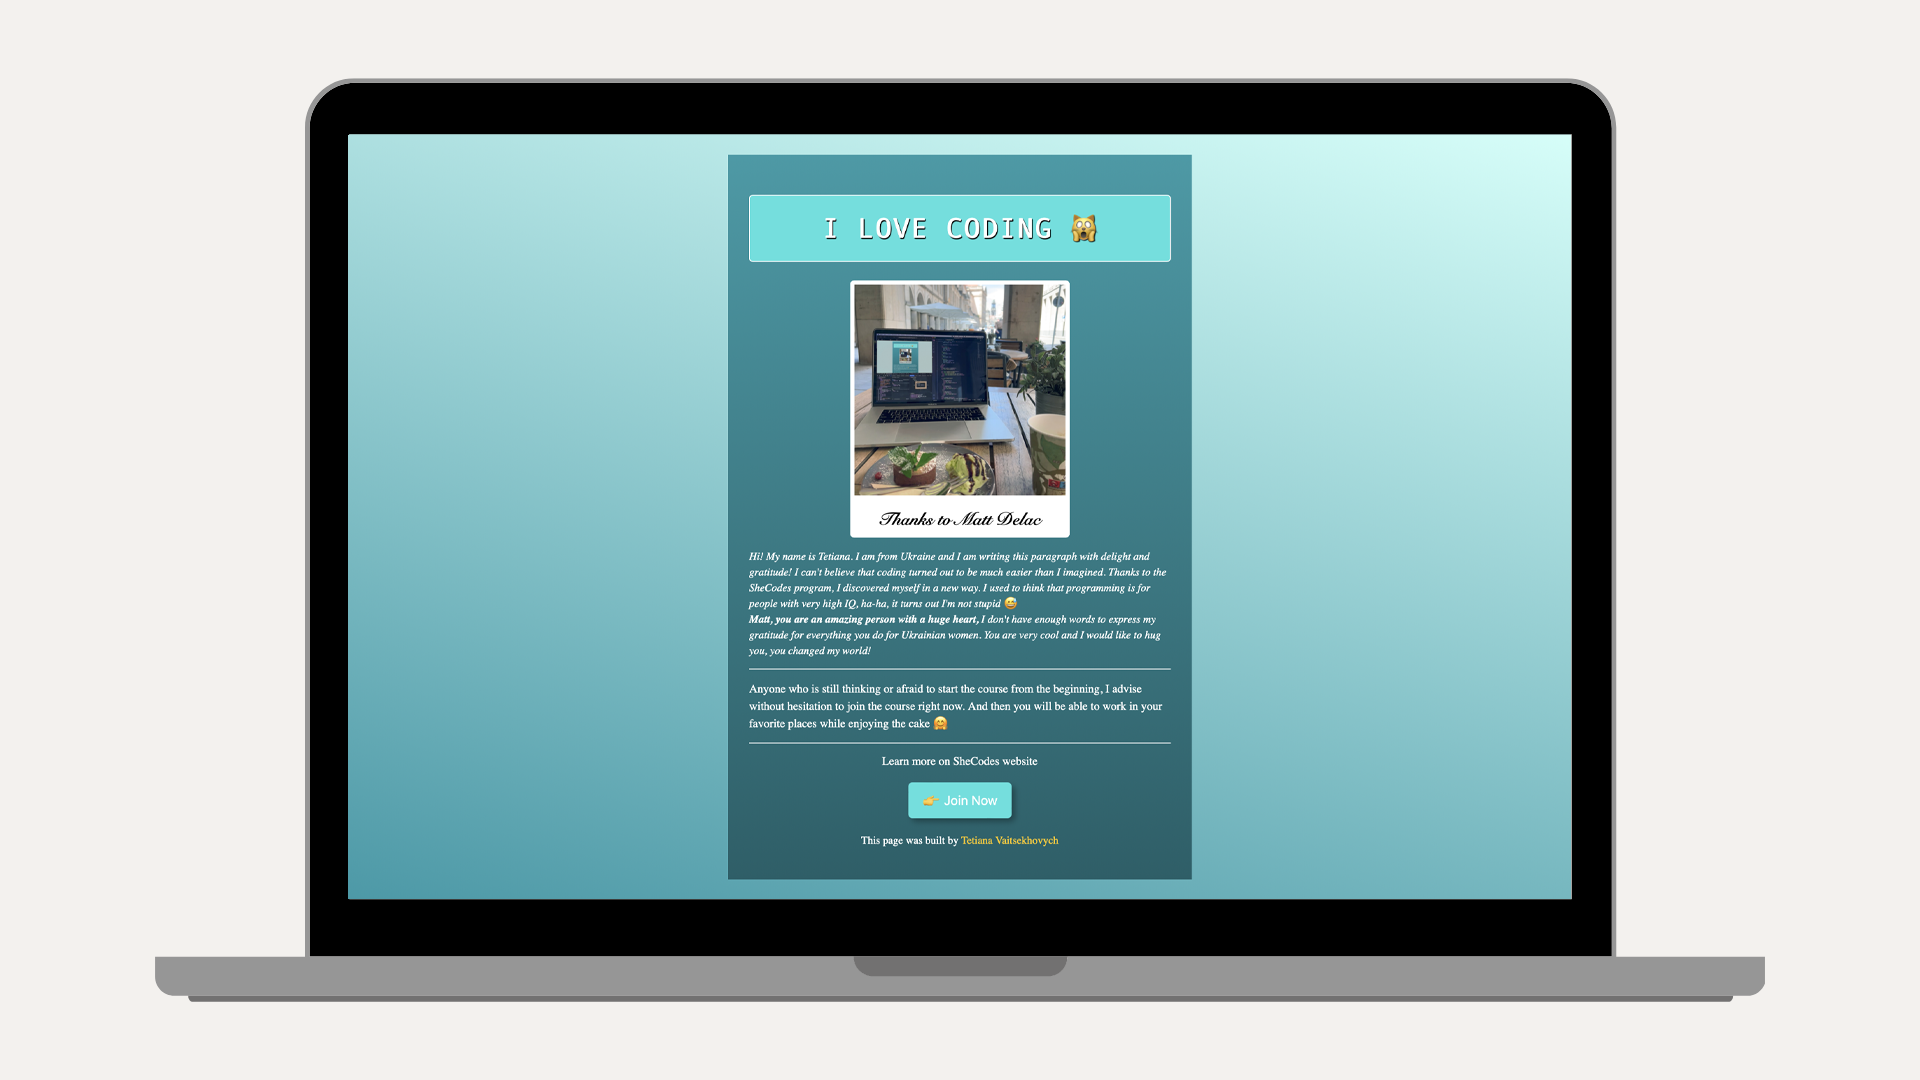 I LOVE CODING 🙀
Thanks to Matt Delac
Hi! My name is Tetiana. I am from Ukraine and I am writing this paragraph with delight and
gratitude! I can't believe that coding turned out to be much easier than I imagined. Thanks to the
SheCodes program, I discovered myself in a new way. I used to think that programming is for
people with very high IQ, ha-ha, it turns out I'm not stupid 😅
Matt, you are an amazing person with a huge heart, I don't have enough words to express my
gratitude for everything you do for Ukrainian women. You are very cool and I would like to hug
you, you changed my world!
Anyone who is still thinking or afraid to start the course from the beginning, I advise
without hesitation to join the course right now. And then you will be able to work in your
favorite places while enjoying the cake 🤗
Learn more on SheCodes website
👉 Join Now
This page was built by Tetiana Vaitsekhovych